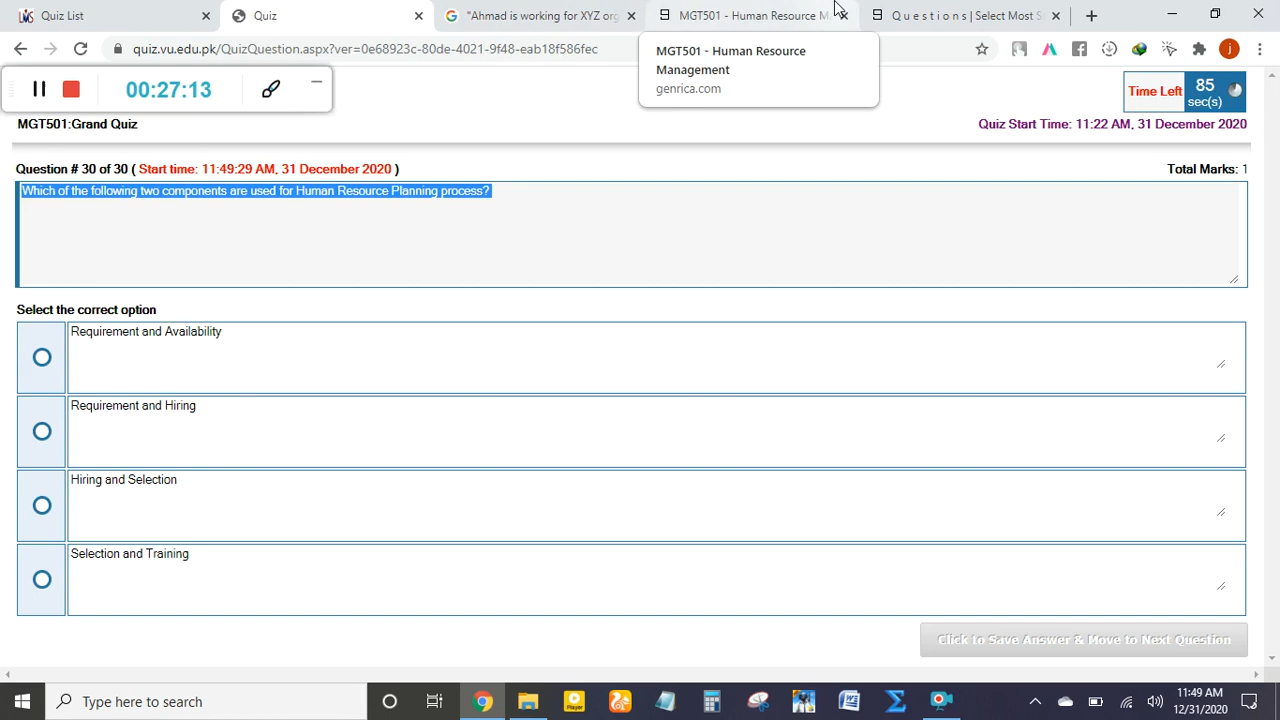 Quiz List
Quiz
"Ahmad is working for XYZ org
MGT501 - Human Resource M
Q u e s t i o n s | Select Most S
quiz.vu.edu.pk/QuizQuestion.aspx?ver=0e68923c-80de-4021-9f48-eab18f586fec
MGT501 - Human Resource
Management
genrica.com
00:27:13
Time Left
85
sec(s)
MGT501:Grand Quiz
Quiz Start Time: 11:22 AM, 31 December 2020
Question # 30 of 30 ( Start time: 11:49:29 AM, 31 December 2020 )
Total Marks: 1
Which of the following two components are used for Human Resource Planning process?
Select the correct option
Requirement and Availability
Requirement and Hiring
Hiring and Selection
Selection and Training
Click to Save Answer & Move to Next Question
Type here to search
11:49 AM
12/31/2020